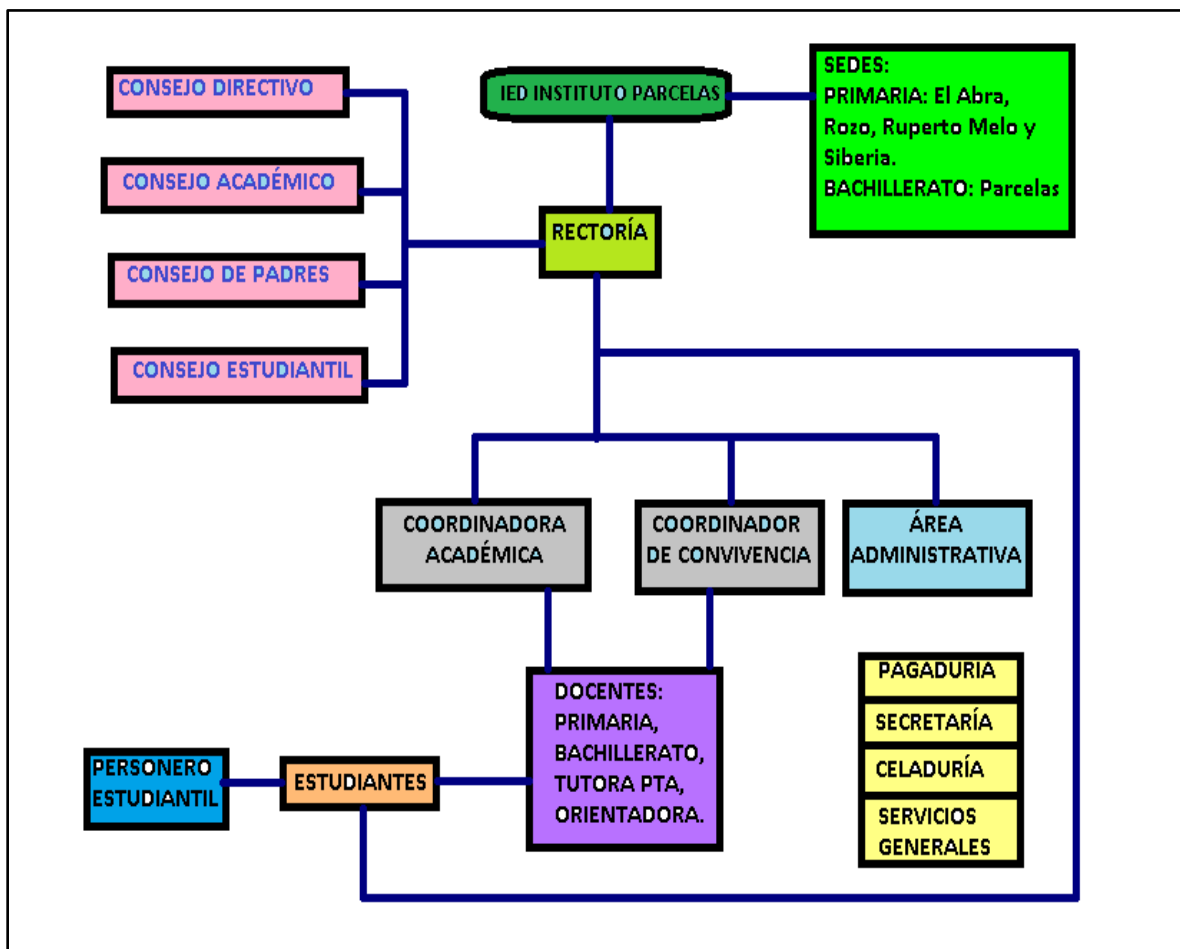 CONSEJO DIRECTIVO
IED INSTITUTO PARCELAS
SEDES:
PRIMARIA: El Abra,
Rozo, Ruperto Melo y
Siberia.
BACHILLERATO: Parcelas
CONSEJO ACADÉMICO
RECTORÍA
CONSEJO DE PADRES
CONSEJO ESTUDIANTIL
COORDINADORA
ACADÉMICA
COORDINADOR
DE CONVIVENCIA
ÁREA
ADMINISTRATIVA
DOCENTES:
PRIMARIA,
BACHILLERATO,
TUTORA PTA,
ORIENTADORA.
PAGADURIA
SECRETARÍA
CELADURÍA
SERVICIOS
GENERALES
PERSONERO
ESTUDIANTIL
ESTUDIANTES